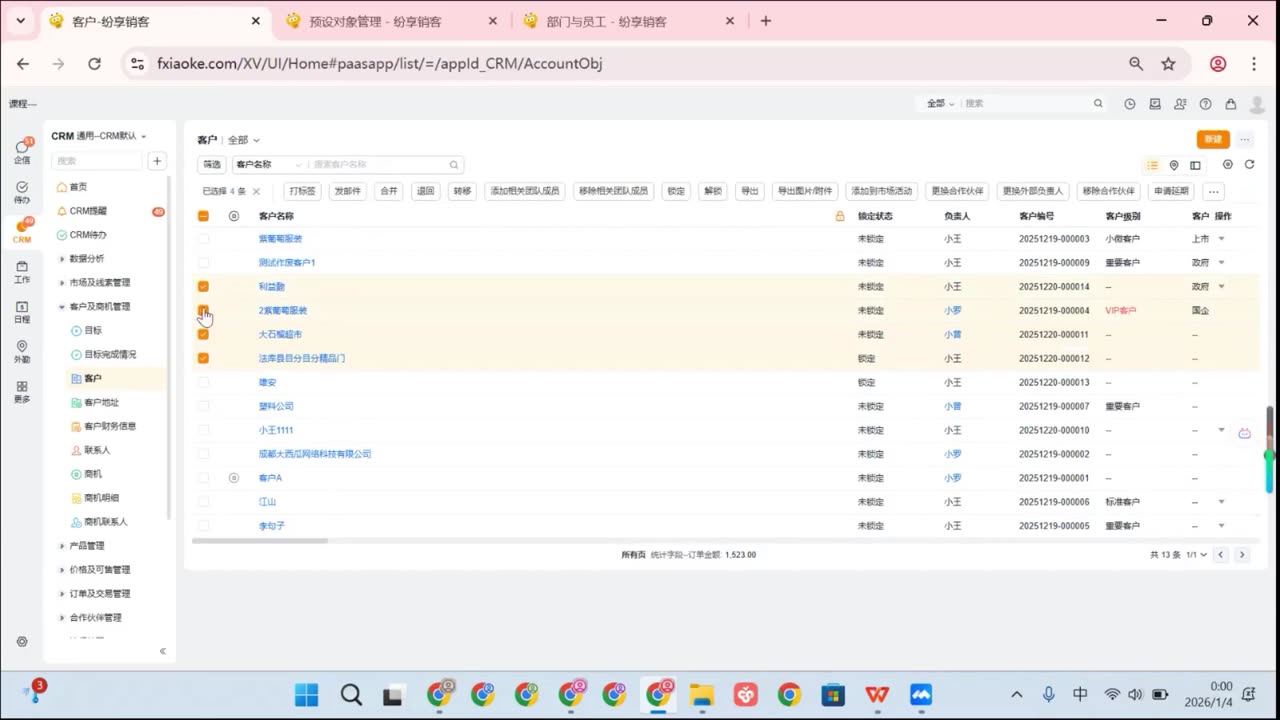 客户-纷享销客
预设对象管理 - 纷享销客
部门与员工 - 纷享销客
fxiaoke.com/XV/UI/Home#paasapp/list/=/appId_CRM/AccountObj
课程---
全部 搜索
51
企信
待办
49
CRM
工作
日程
外勤
更多
CRM 通用--CRM默认
搜索
首页
CRM提醒 49
CRM待办
数据分析
市场及线索管理
客户及商机管理
目标
目标完成情况
客户
客户地址
客户财务信息
联系人
商机
商机明细
商机联系人
产品管理
价格及可售管理
订单及交易管理
合作伙伴管理
客户 全部
新建
筛选 客户名称 搜索客户名称
已选择 4 条 打标签 发邮件 合并 退回 转移 添加相关团队成员 移除相关团队成员 锁定 解锁 导出 导出图片/附件 添加到市场活动 更换合作伙伴 更换外部负责人 移除合作伙伴 申请延期 ...
客户名称 锁定状态 负责人 客户编号 客户级别 客户 操作
紫葡萄服装 未锁定 小王 20251219-000003 小微客户 上市
测试作废客户1 未锁定 小王 20251219-000009 重要客户 政府
利益勤 未锁定 小王 20251220-000014 -- 政府
2紫葡萄服装 未锁定 小罗 20251219-000004 VIP客户 国企
大石榴超市 未锁定 小曾 20251220-000011 -- --
法库县目分目分精品门 锁定 小王 20251220-000012 -- --
雄安 锁定 小王 20251220-000013 -- --
塑料公司 未锁定 小曾 20251219-000007 重要客户 --
小王1111 未锁定 小王 20251220-000010 -- --
成都大西瓜网络科技有限公司 未锁定 小罗 20251219-000002 -- --
客户A 未锁定 小罗 20251219-000001 -- --
江山 未锁定 小王 20251219-000006 标准客户 --
李句子 未锁定 小王 20251219-000005 重要客户 --
所有页 统计字段--订单金额: 1,523.00
共 13 条 1/1
3
中
0:00
2026/1/4